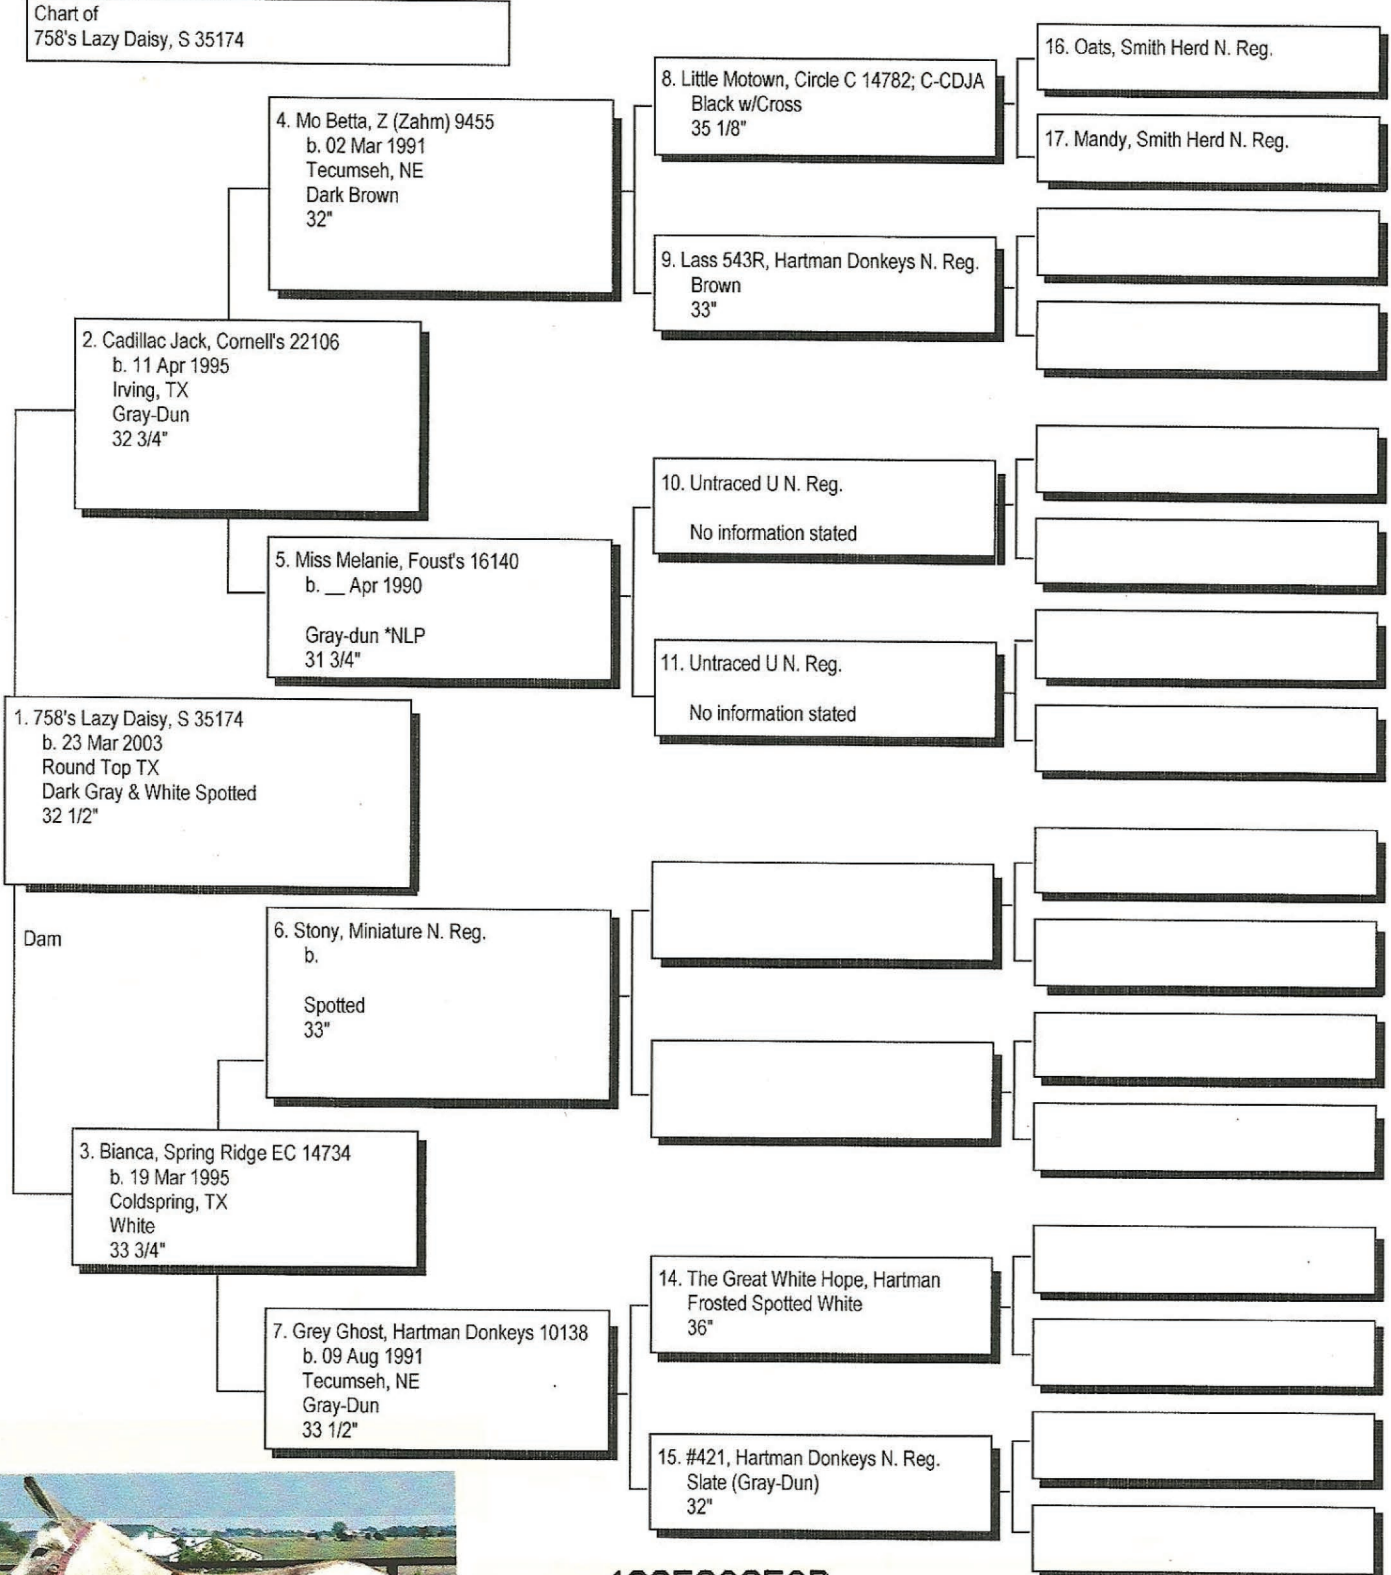 Chart of
758's Lazy Daisy, S 35174
16. Oats, Smith Herd N. Reg.
8. Little Motown, Circle C 14782; C-CDJA
Black w/Cross
35 1/8"
17. Mandy, Smith Herd N. Reg.
4. Mo Betta, Z (Zahm) 9455
b. 02 Mar 1991
Tecumseh, NE
Dark Brown
32"
9. Lass 543R, Hartman Donkeys N. Reg.
Brown
33"
2. Cadillac Jack, Cornell's 22106
b. 11 Apr 1995
Irving, TX
Gray-Dun
32 3/4"
10. Untraced U N. Reg.
No information stated
5. Miss Melanie, Foust's 16140
b. __ Apr 1990
Gray-dun *NLP
31 3/4"
11. Untraced U N. Reg.
No information stated
1. 758's Lazy Daisy, S 35174
b. 23 Mar 2003
Round Top TX
Dark Gray & White Spotted
32 1/2"
Dam
6. Stony, Miniature N. Reg.
b.
Spotted
33"
3. Bianca, Spring Ridge EC 14734
b. 19 Mar 1995
Coldspring, TX
White
33 3/4"
14. The Great White Hope, Hartman
Frosted Spotted White
36"
7. Grey Ghost, Hartman Donkeys 10138
b. 09 Aug 1991
Tecumseh, NE
Gray-Dun
33 1/2"
15. #421, Hartman Donkeys N. Reg.
Slate (Gray-Dun)
32"